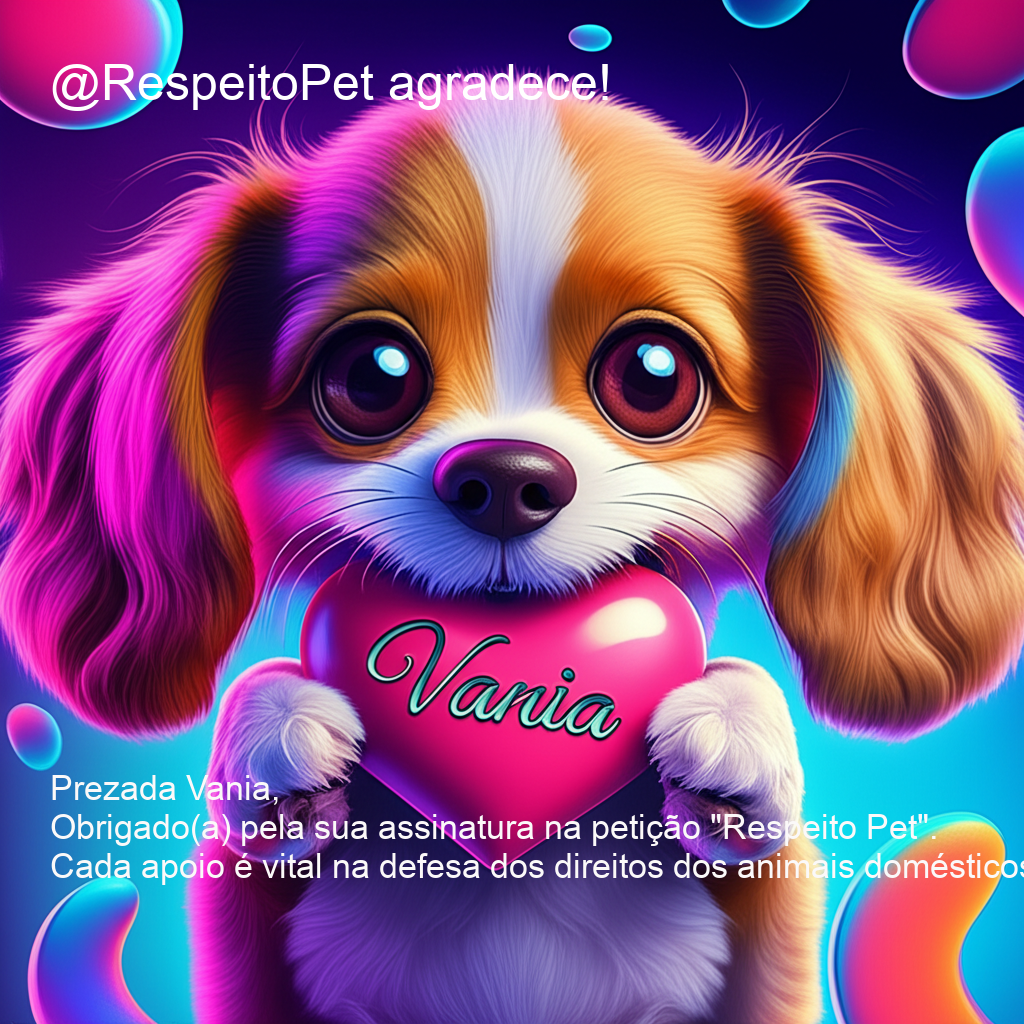 @RespeitoPet agradece!
Vania
Prezada Vania,
Obrigado(a) pela sua assinatura na petição "Respeito Pet".
Cada apoio é vital na defesa dos direitos dos animais domésticos